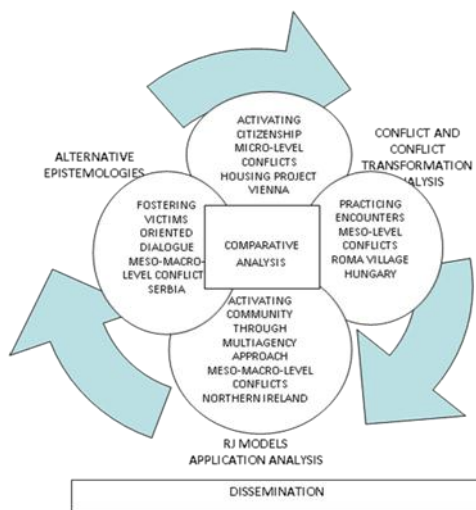 ACTIVATING
CITIZENSHIP
MICRO-LEVEL
CONFLICTS
HOUSING PROJECT
VIENNA
ALTERNATIVE
EPISTEMOLOGIES
CONFLICT AND
CONFLICT
TRANSFORMATION
ANALYSIS
FOSTERING
VICTIMS
ORIENTED
DIALOGUE
MESO-MACRO-
LEVEL CONFLICT
SERBIA
COMPARATIVE
ANALYSIS
PRACTICING
ENCOUNTERS
MESO-LEVEL
CONFLICTS
ROMA VILLAGE
HUNGARY
ACTIVATING
COMMUNITY
THROUGH
MULTIAGENCY
APPROACH
MESO-MACRO-LEVEL
CONFLICTS
NORTHERN IRELAND
RJ MODELS
APPLICATION ANALYSIS
DISSEMINATION